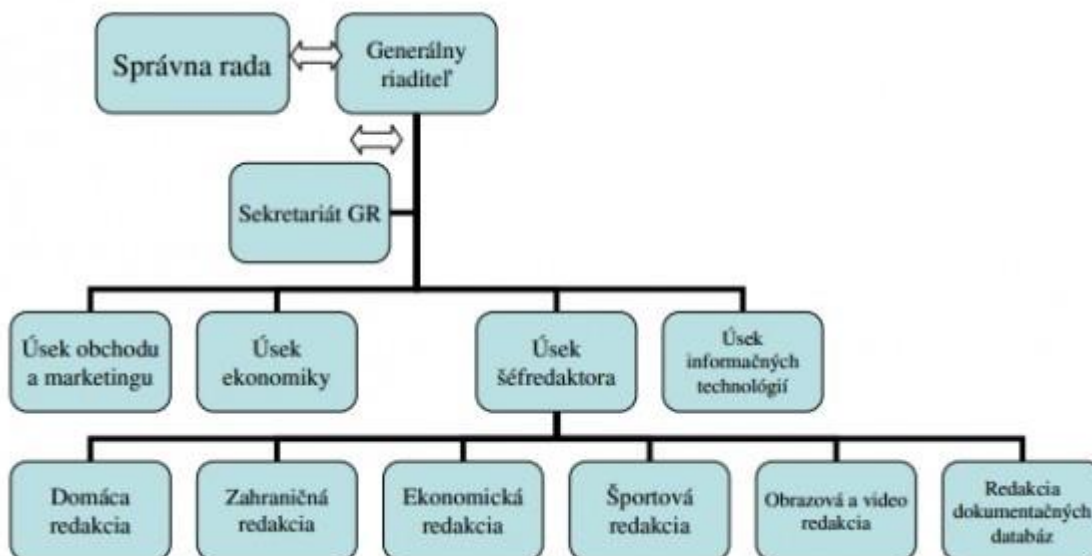 Správna rada
Generálny
riaditeľ
Sekretariát GR
Úsek obchodu
a marketingu
Úsek
ekonomiky
Úsek
šéfredaktora
Úsek
informačných
technológií
Domáca
redakcia
Zahraničná
redakcia
Ekonomická
redakcia
Športová
redakcia
Obrazová a video
redakcia
Redakcia
dokumentačných
databáz